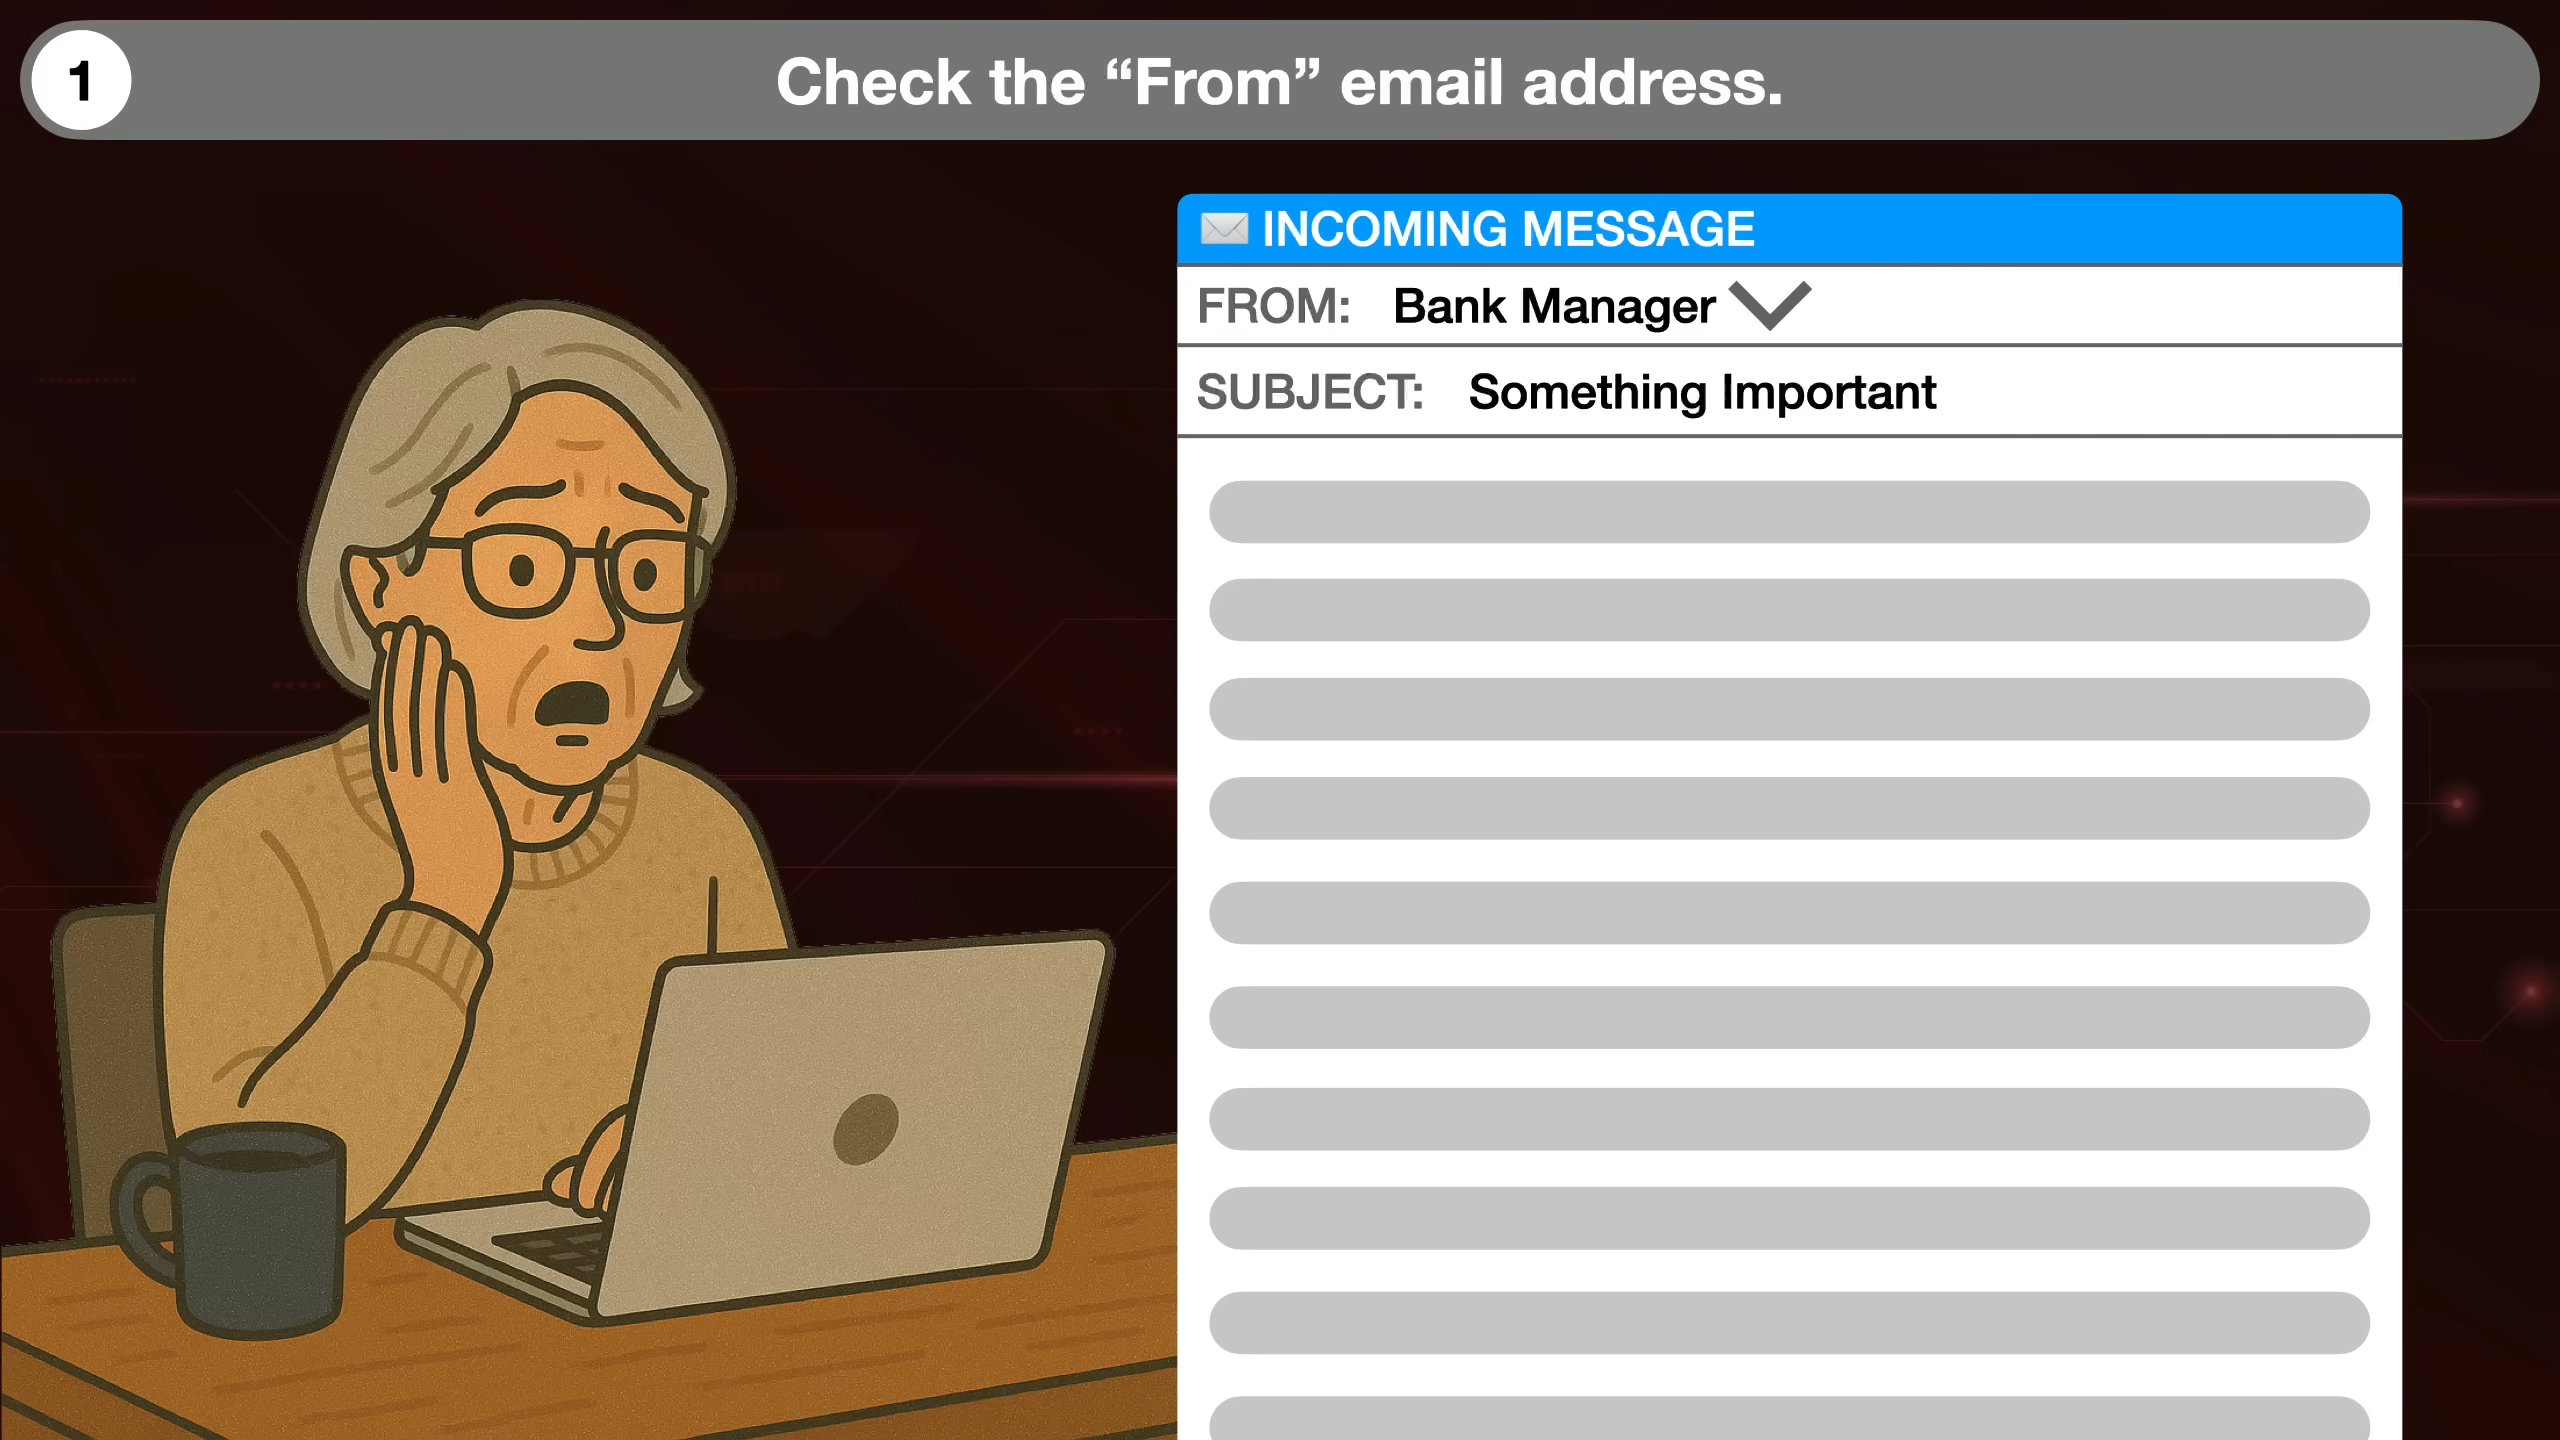 1
Check the “From” email address.
✉️ INCOMING MESSAGE
FROM: Bank Manager
SUBJECT: Something Important